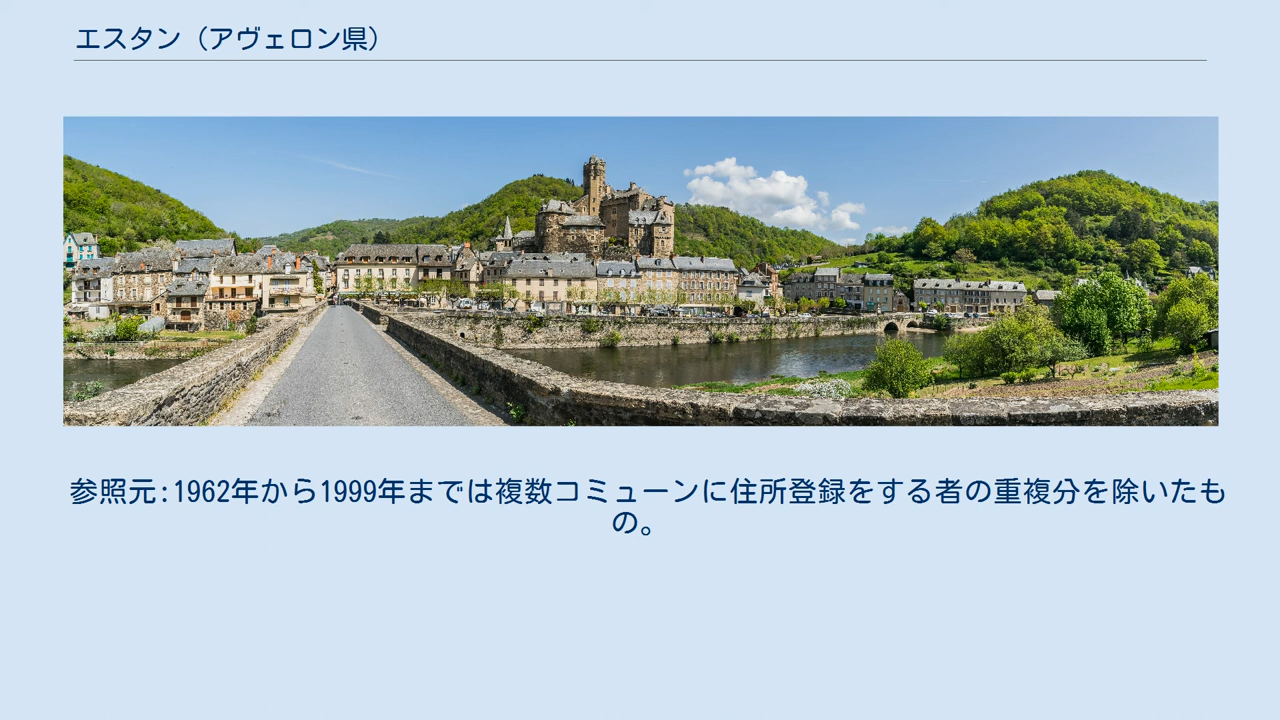 エスタン（アヴェロン県）
参照元:1962年から1999年までは複数コミューンに住所登録をする者の重複分を除いたも
の。